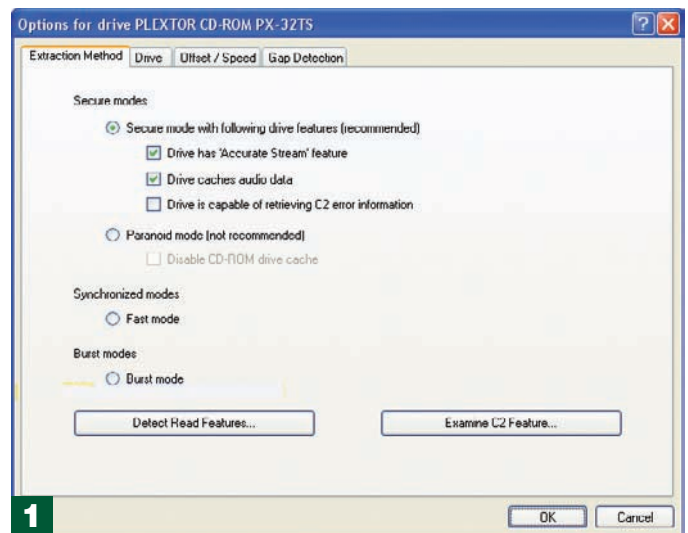 Options for drive PLEXTOR CD-ROM PX-32TS
Extraction Method Drive Offset / Speed Gap Detection
Secure modes
Secure mode with following drive features (recommended)
Drive has 'Accurate Stream' feature
Drive caches audio data
Drive is capable of retrieving C2 error information
Paranoid mode (not recommended)
Disable CD-ROM drive cache
Synchronized modes
Fast mode
Burst modes
Burst mode
Detect Read Features... Examine C2 Feature...
OK Cancel
1